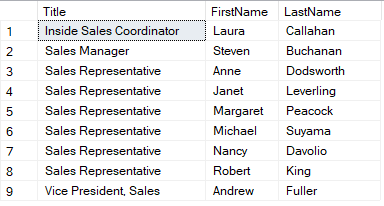 Title FirstName LastName
1 Inside Sales Coordinator Laura Callahan
2 Sales Manager Steven Buchanan
3 Sales Representative Anne Dodsworth
4 Sales Representative Janet Leverling
5 Sales Representative Margaret Peacock
6 Sales Representative Michael Suyama
7 Sales Representative Nancy Davolio
8 Sales Representative Robert King
9 Vice President, Sales Andrew Fuller